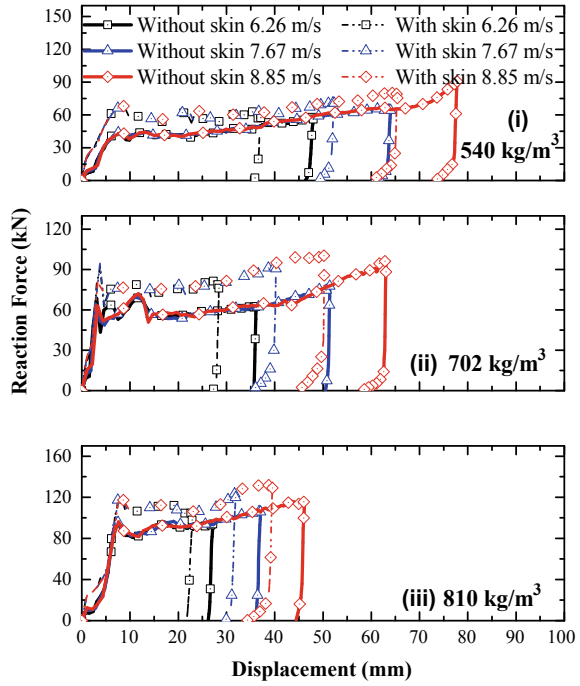 Without skin 6.26 m/s
With skin 6.26 m/s
Without skin 7.67 m/s
With skin 7.67 m/s
Without skin 8.85 m/s
With skin 8.85 m/s
150
120
90
60
30
0
(i)
540 kg/m³
Reaction Force (kN)
120
90
60
30
0
(ii) 702 kg/m³
160
120
80
40
0
(iii) 810 kg/m³
0 10 20 30 40 50 60 70 80 90 100
Displacement (mm)